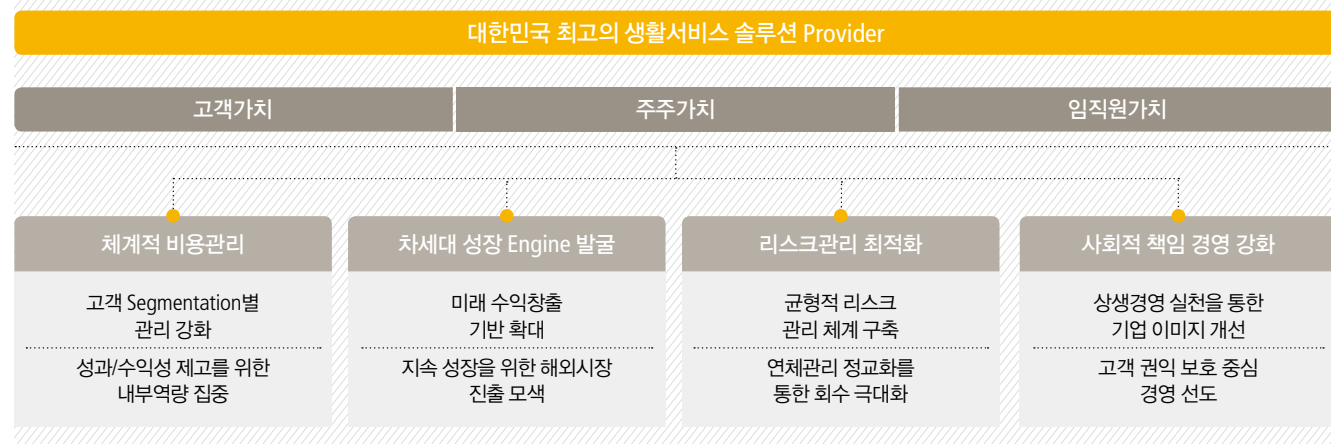 대한민국 최고의 생활서비스 솔루션 Provider
고객가치
주주가치
임직원가치
체계적 비용관리
차세대 성장 Engine 발굴
리스크관리 최적화
사회적 책임 경영 강화
고객 Segmentation별
관리 강화
성과/수익성 제고를 위한
내부역량 집중
미래 수익창출
기반 확대
지속 성장을 위한 해외시장
진출 모색
균형적 리스크
관리 체계 구축
연체관리 정교화를
통한 회수 극대화
상생경영 실천을 통한
기업 이미지 개선
고객 권익 보호 중심
경영 선도